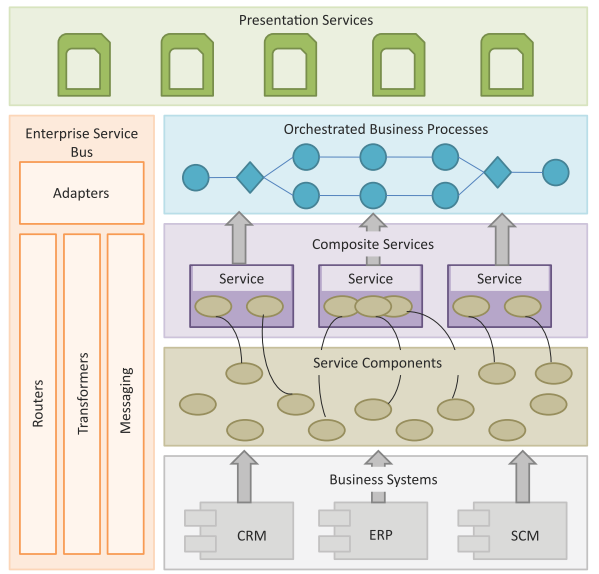 Presentation Services
Enterprise Service
Bus
Adapters
Routers
Transformers
Messaging
Orchestrated Business Processes
Composite Services
Service
Service
Service
Service Components
Business Systems
CRM
ERP
SCM